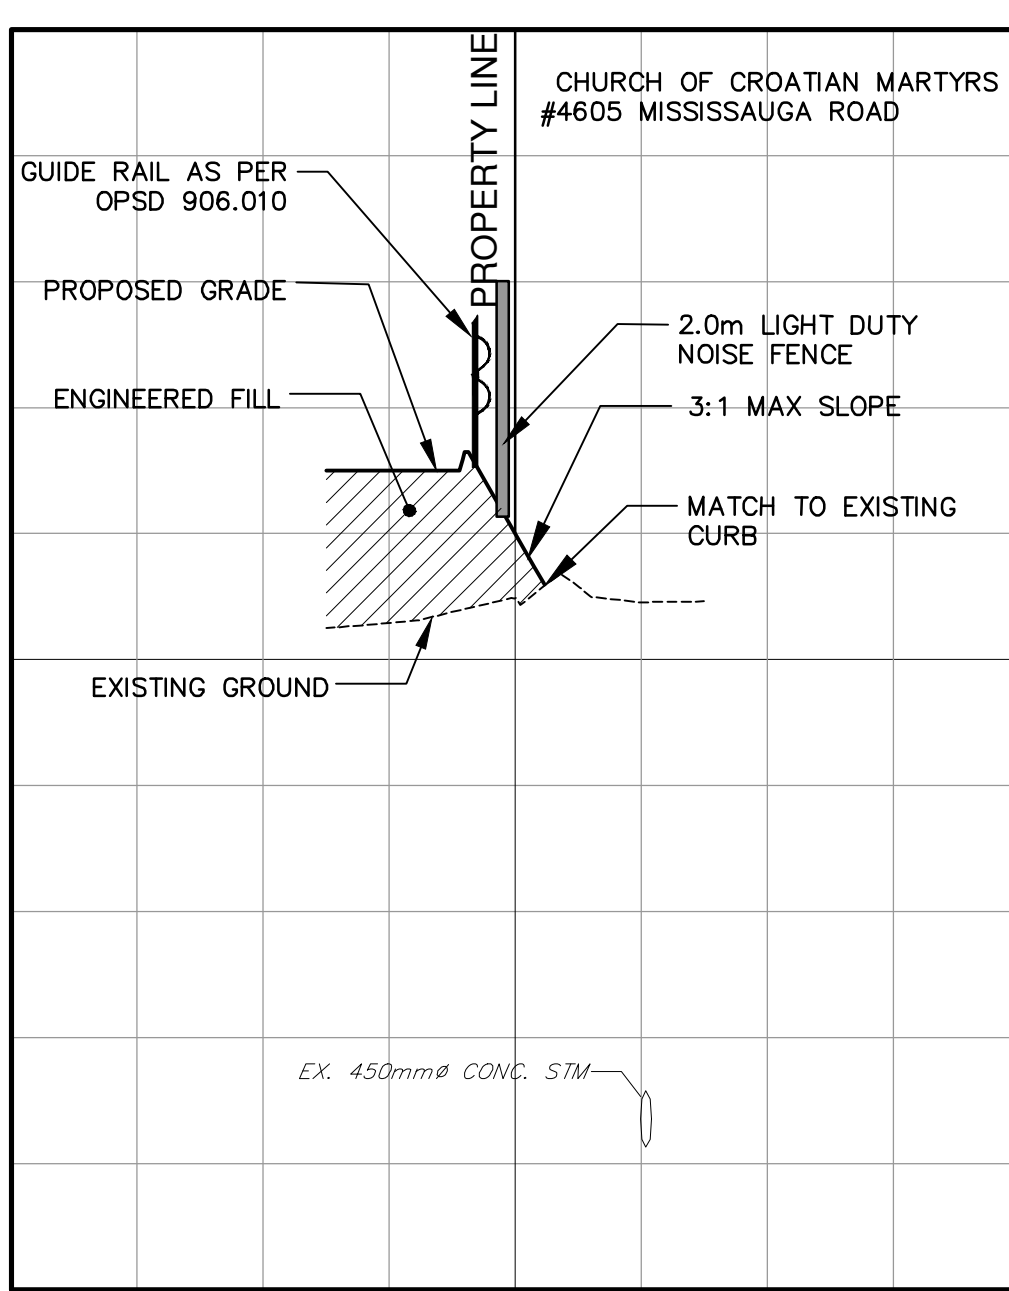 PROPERTY LINE
CHURCH OF CROATIAN MARTYRS
#4605 MISSISSAUGA ROAD
GUIDE RAIL AS PER
OPSD 906.010
PROPOSED GRADE
2.0m LIGHT DUTY
NOISE FENCE
ENGINEERED FILL
3:1 MAX SLOPE
MATCH TO EXISTING
CURB
EXISTING GROUND
EX. 450mmø CONC. STM